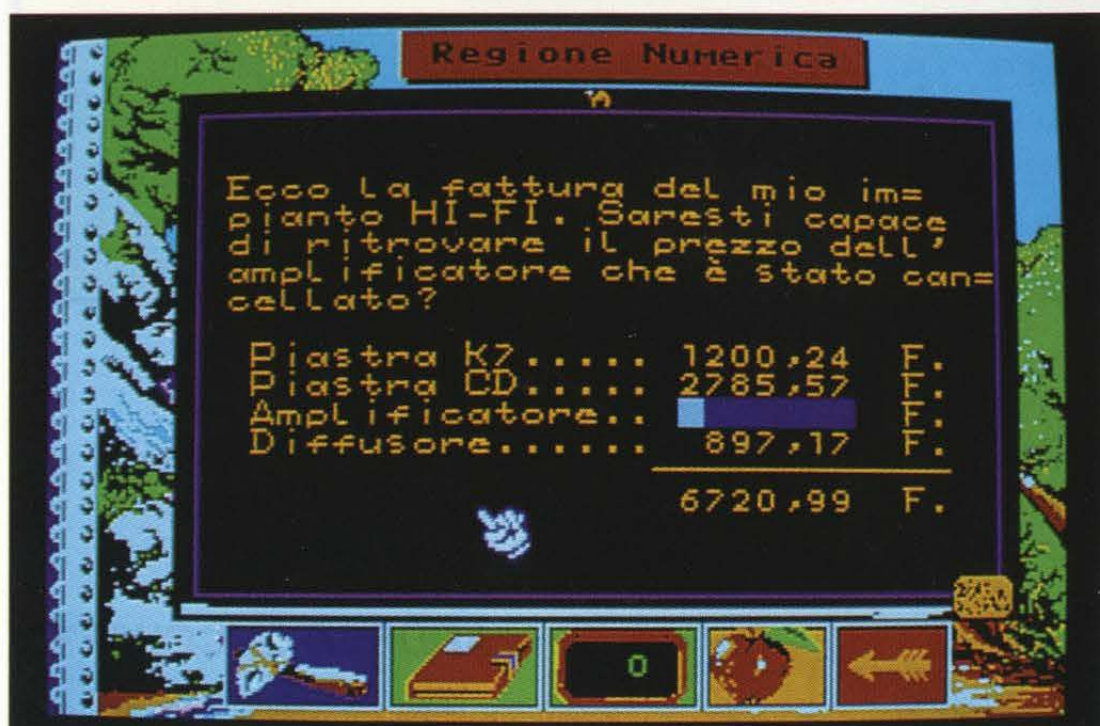 Regione Numerica
Ecco la fattura del mio im=
pianto HI-FI. Saresti capace
di ritrovare il prezzo dell'
amplificatore che è stato can=
cellato?
Piastra K7..... 1200,24 F.
Piastra CD..... 2785,57 F.
Amplificatore.. F.
Diffusore...... 897,17 F.
6720,99 F.
0